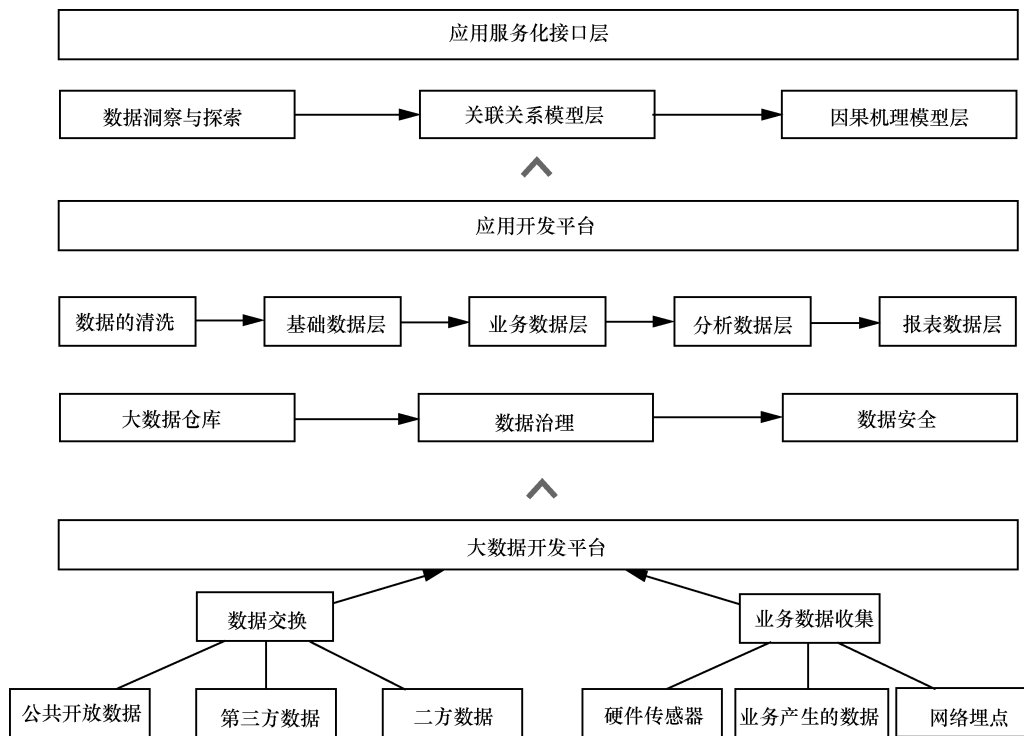 应用服务化接口层
数据洞察与探索
关联关系模型层
因果机理模型层
应用开发平台
数据的清洗
基础数据层
业务数据层
分析数据层
报表数据层
大数据仓库
数据治理
数据安全
大数据开发平台
数据交换
业务数据收集
公共开放数据
第三方数据
二方数据
硬件传感器
业务产生的数据
网络埋点